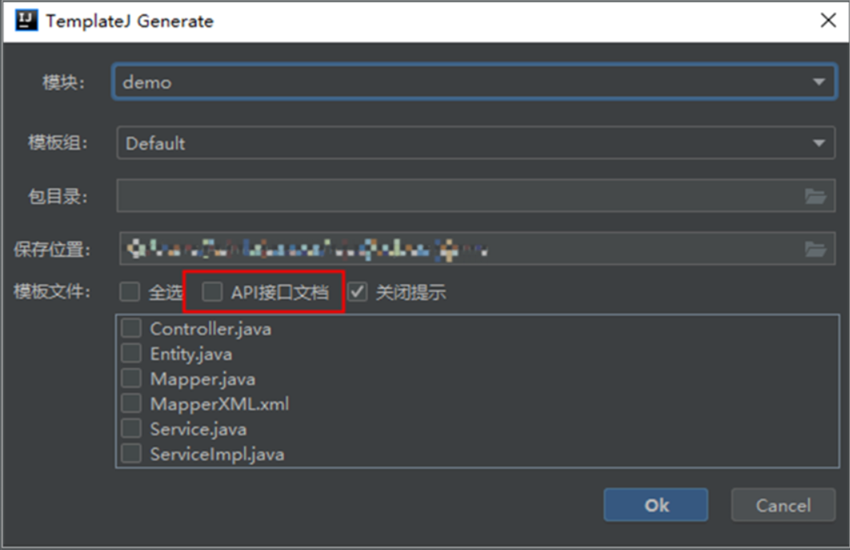 TemplateJ Generate
模块： demo
模板组： Default
包目录：
保存位置：
模板文件： 全选 API接口文档 关闭提示
Controller.java
Entity.java
Mapper.java
MapperXML.xml
Service.java
ServiceImpl.java
Ok Cancel